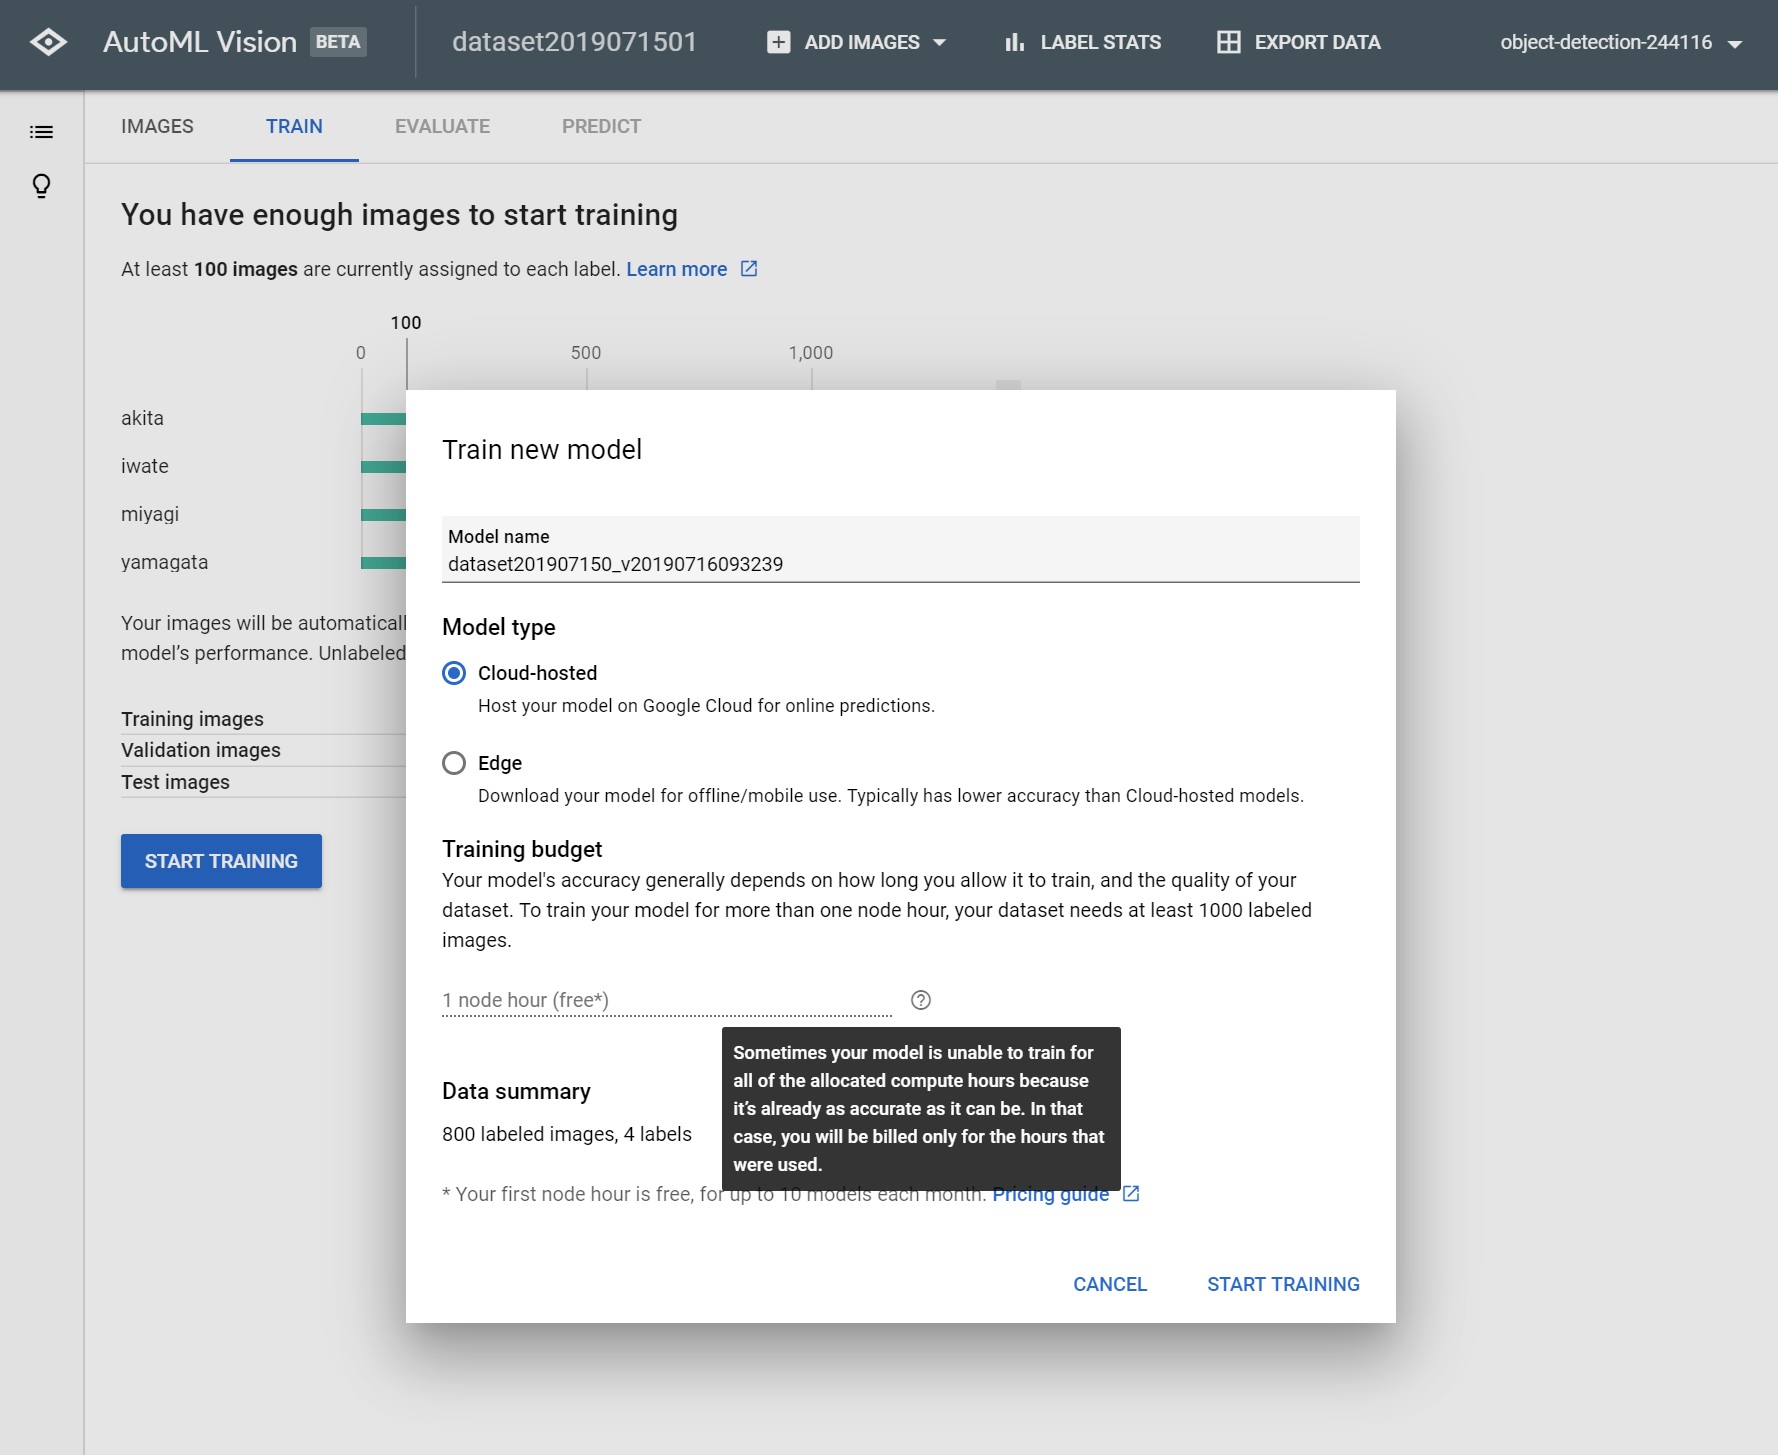 AutoML Vision BETA
dataset2019071501
ADD IMAGES
LABEL STATS
EXPORT DATA
object-detection-244116
IMAGES
TRAIN
EVALUATE
PREDICT
You have enough images to start training
At least 100 images are currently assigned to each label. Learn more
100
0
500
1,000
akita
iwate
miyagi
yamagata
Your images will be automaticall
model's performance. Unlabeled
Training images
Validation images
Test images
START TRAINING
Train new model
Model name
dataset201907150_v20190716093239
Model type
Cloud-hosted
Host your model on Google Cloud for online predictions.
Edge
Download your model for offline/mobile use. Typically has lower accuracy than Cloud-hosted models.
Training budget
Your model's accuracy generally depends on how long you allow it to train, and the quality of your
dataset. To train your model for more than one node hour, your dataset needs at least 1000 labeled
images.
1 node hour (free*)
Sometimes your model is unable to train for
all of the allocated compute hours because
it's already as accurate as it can be. In that
case, you will be billed only for the hours that
were used.
Data summary
800 labeled images, 4 labels
* Your first node hour is free, for up to 10 models each month. Pricing guide
CANCEL
START TRAINING